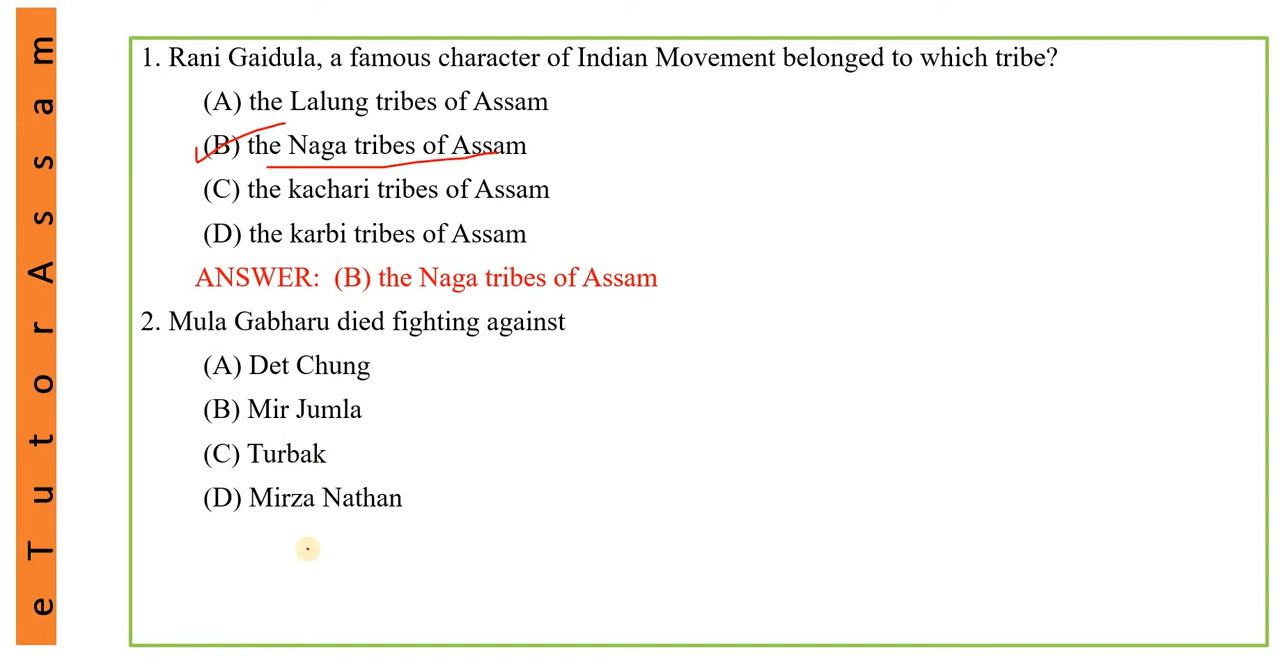 e Tutor Assam
1. Rani Gaidula, a famous character of Indian Movement belonged to which tribe?
(A) the Lalung tribes of Assam
(B) the Naga tribes of Assam
(C) the kachari tribes of Assam
(D) the karbi tribes of Assam
ANSWER: (B) the Naga tribes of Assam
2. Mula Gabharu died fighting against
(A) Det Chung
(B) Mir Jumla
(C) Turbak
(D) Mirza Nathan